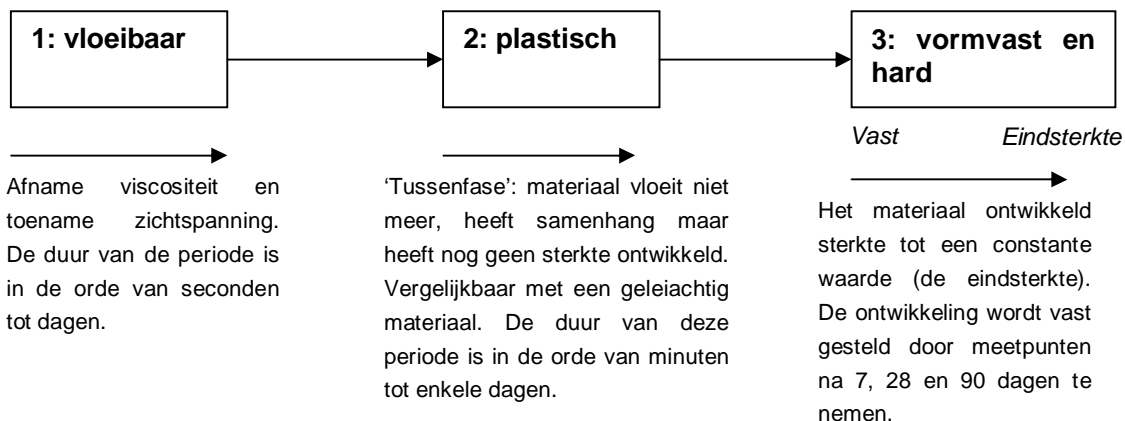 1: vloeibaar
2: plastisch
3: vormvast en
hard
Vast Eindsterkte
Afname viscositeit en
toename zichtspanning.
De duur van de periode is
in de orde van seconden
tot dagen.
‘Tussenfase’: materiaal vloeit niet
meer, heeft samenhang maar
heeft nog geen sterkte ontwikkeld.
Vergelijkbaar met een geleiachtig
materiaal. De duur van deze
periode is in de orde van minuten
tot enkele dagen.
Het materiaal ontwikkeld
sterkte tot een constante
waarde (de eindsterkte).
De ontwikkeling wordt vast
gesteld door meetpunten
na 7, 28 en 90 dagen te
nemen.